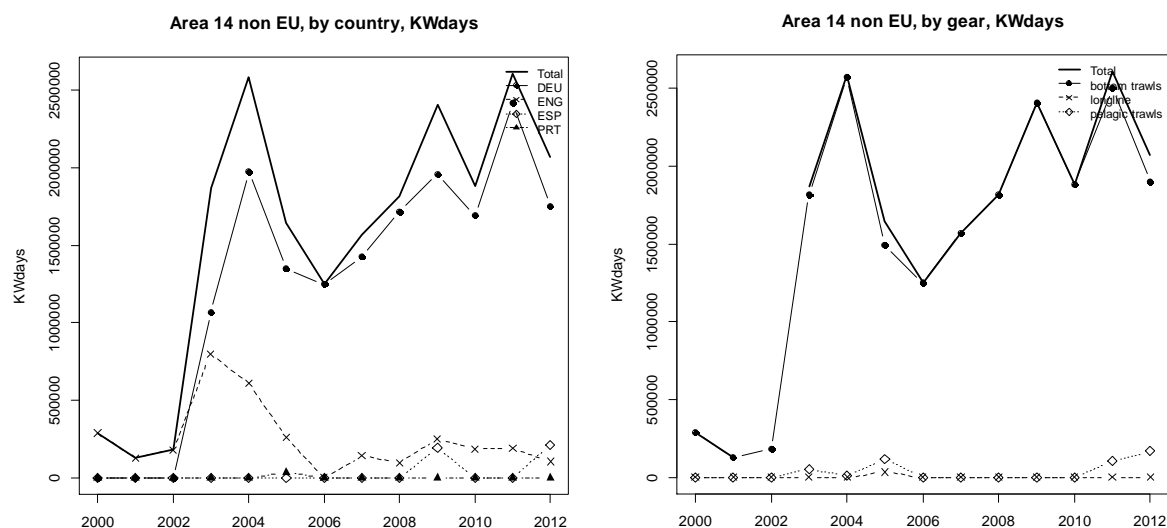 Area 14 non EU, by country, KWdays
KWdays
2500000
2000000
1500000
1000000
500000
0
2000 2002 2004 2006 2008 2010 2012
Total
DEU
ENG
ESP
PRT
Area 14 non EU, by gear, KWdays
KWdays
2500000
2000000
1500000
1000000
500000
0
2000 2002 2004 2006 2008 2010 2012
Total
bottom trawls
longline
pelagic trawls